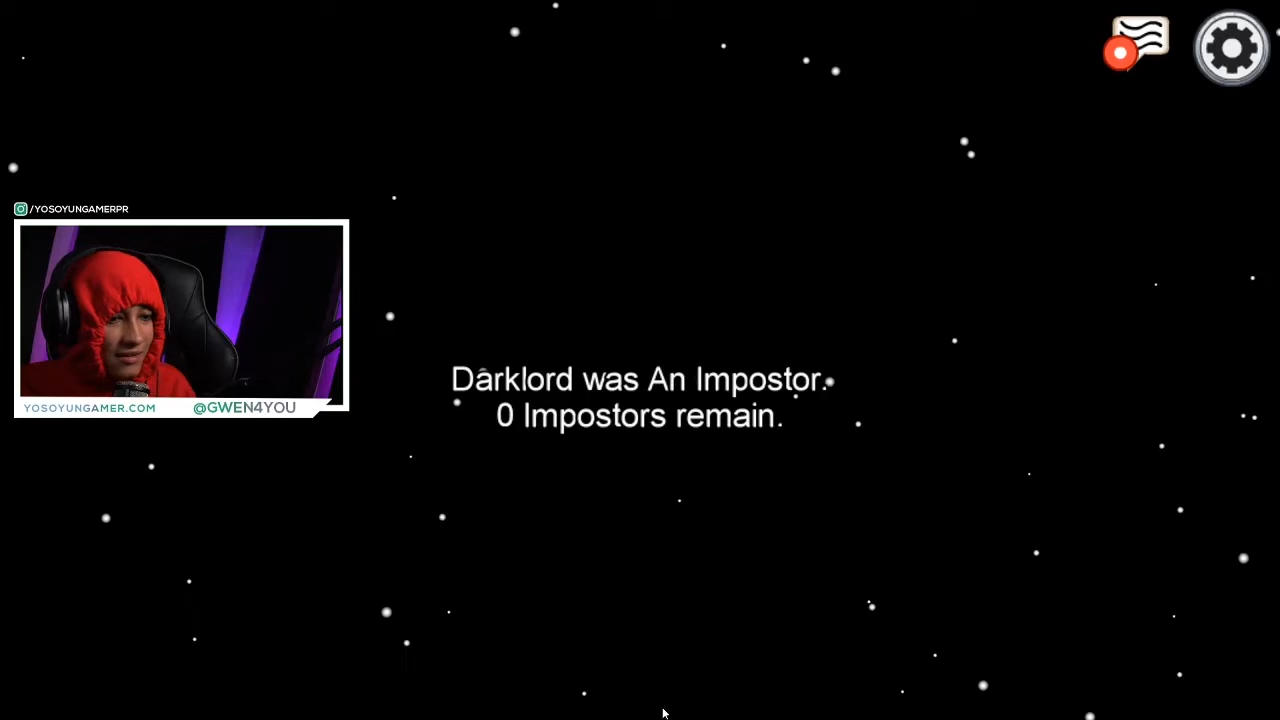 /YOSOYUNGAMERPR
YOSOYUNGAMER.COM @GWEN4YOU
Darklord was An Impostor.
0 Impostors remain.